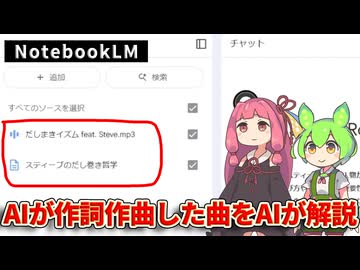 NotebookLM
チャット
+ 追加
検索
すべてのソースを選択
だしまきイズム feat. Steve.mp3
スティーブのだし巻き哲学
AIが作詞作曲した曲をAIが解説